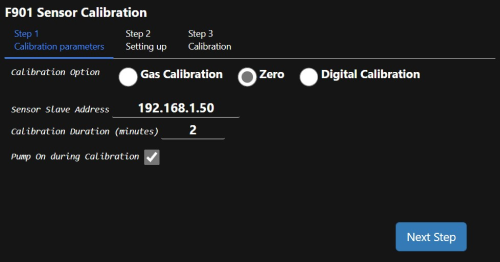 F901 Sensor Calibration
Step 1 Step 2 Step 3
Calibration parameters Setting up Calibration
Calibration Option Gas Calibration Zero Digital Calibration
Sensor Slave Address 192.168.1.50
Calibration Duration (minutes) 2
Pump On during Calibration
Next Step